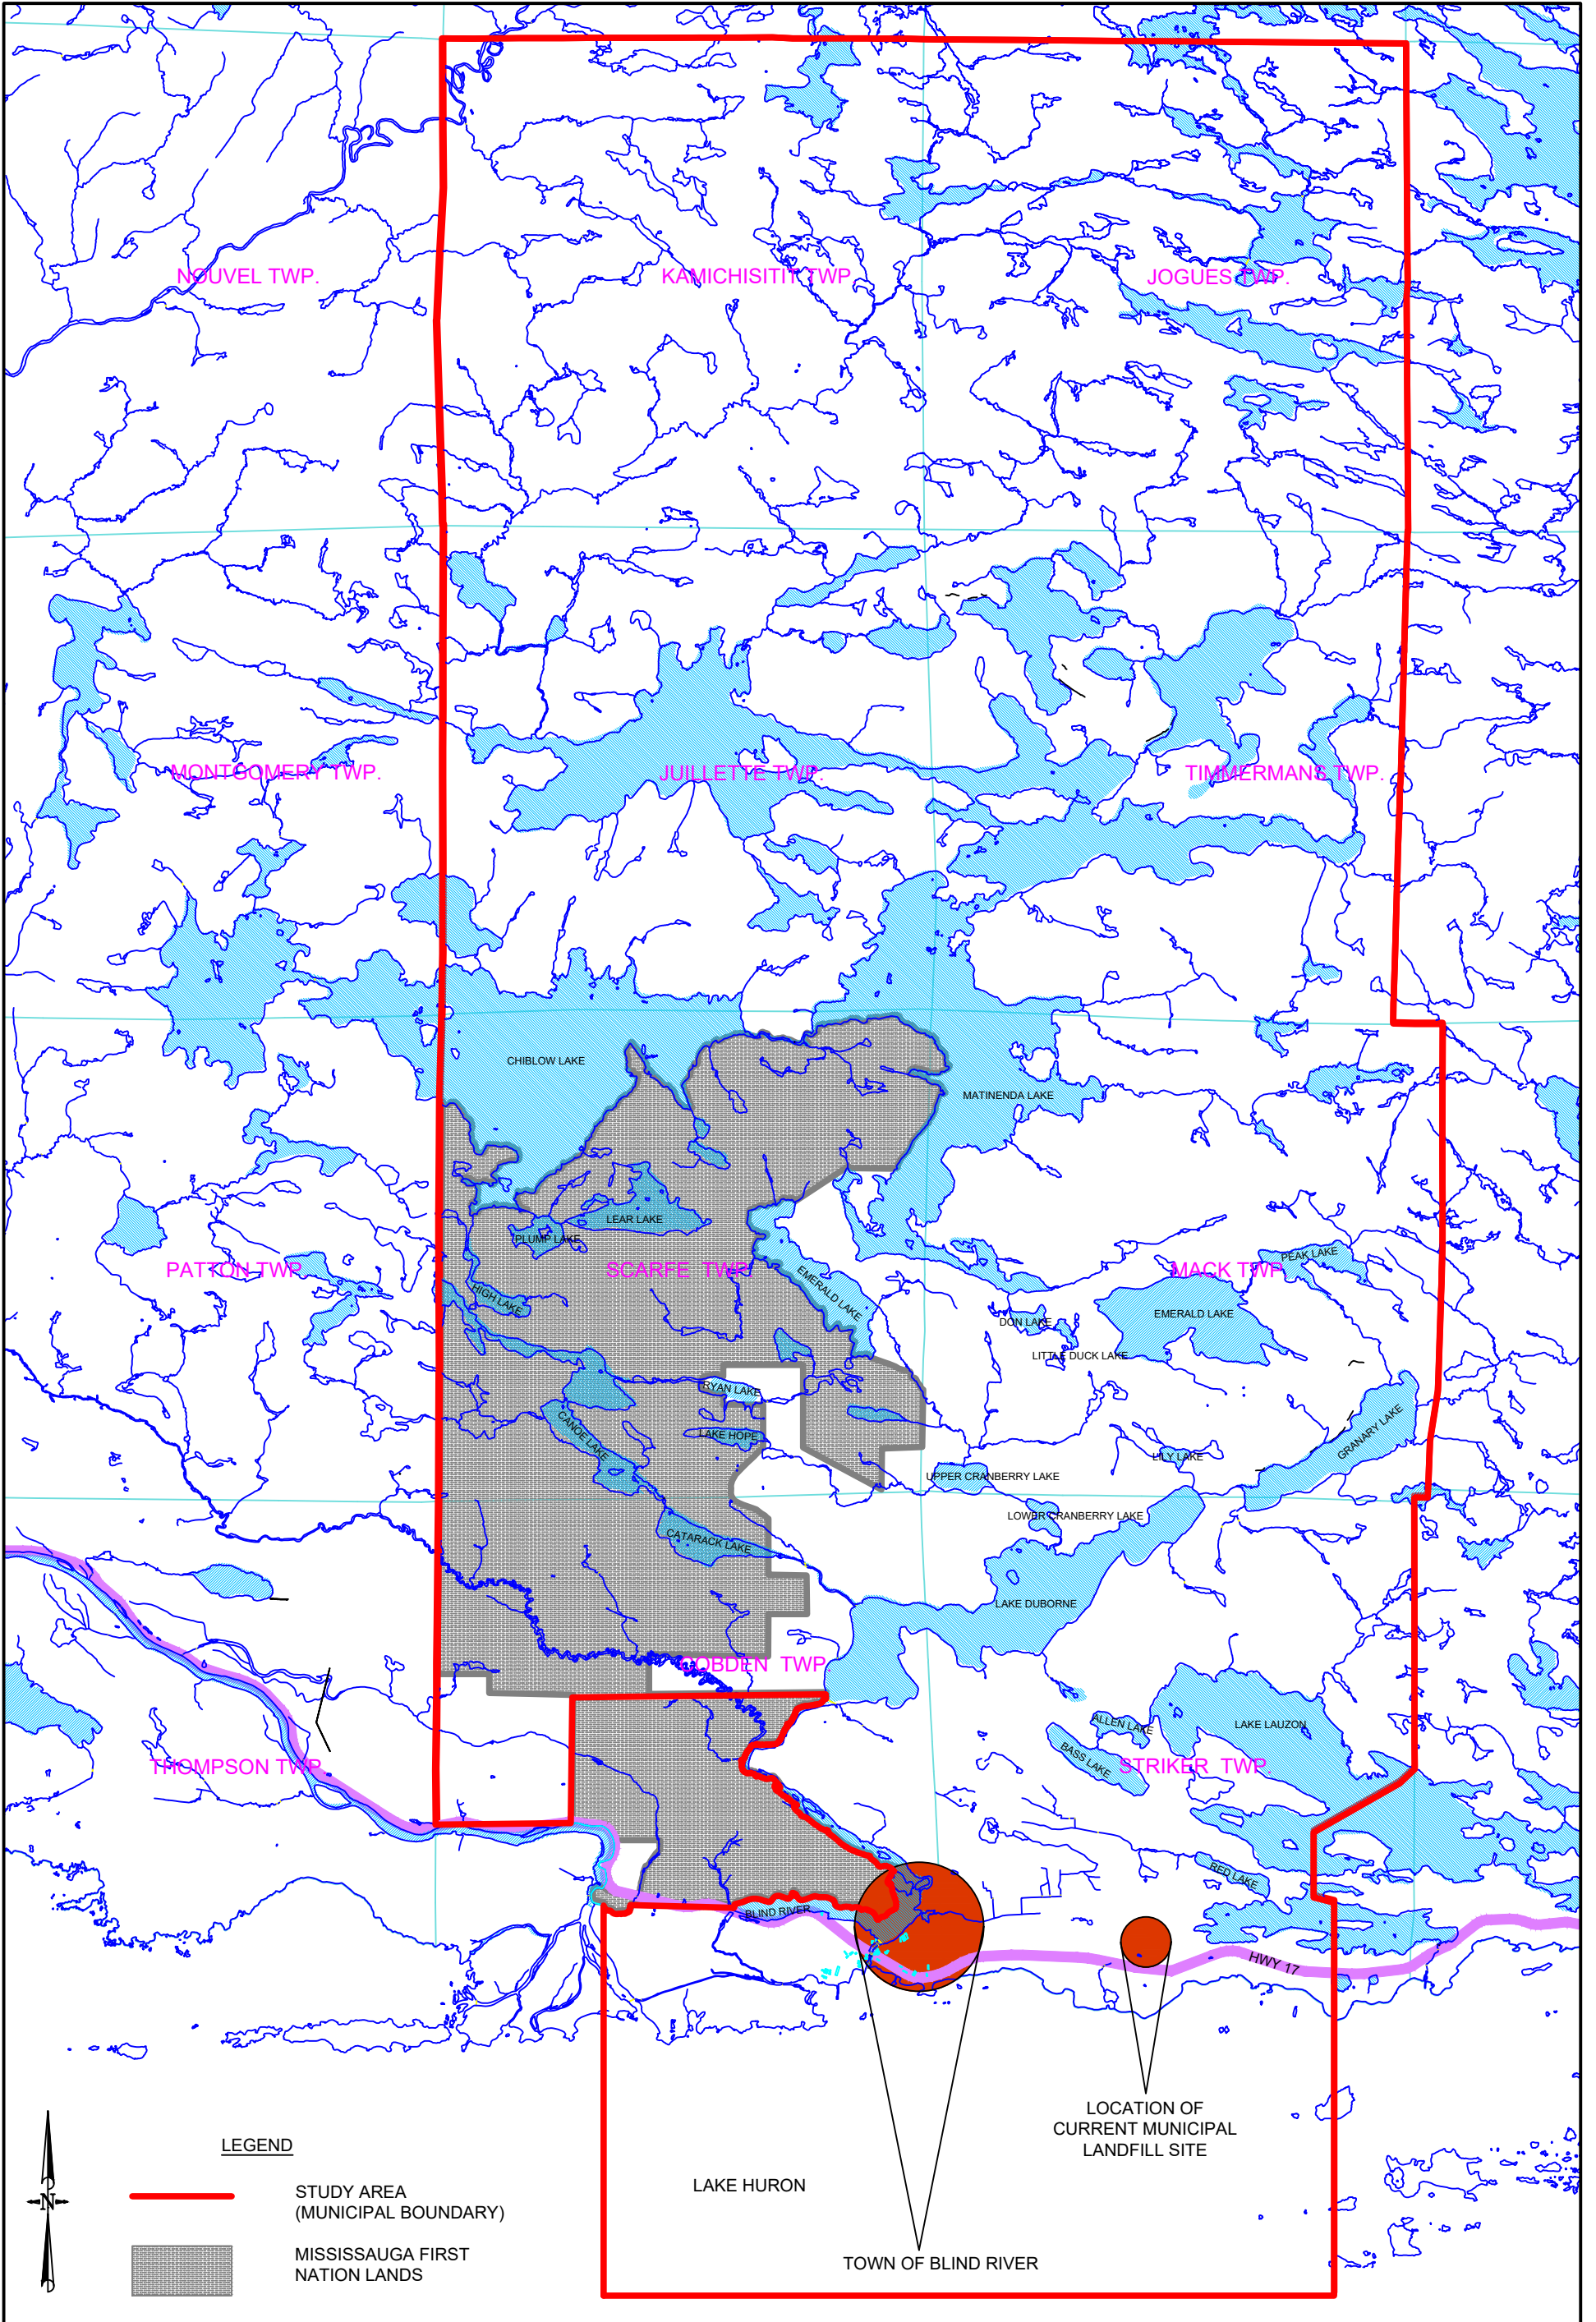 NOUVEL TWP.
KAMICHISITIT TWP.
JOGUES TWP.
MONTGOMERY TWP.
JUILLETTE TWP.
TIMMERMANS TWP.
CHIBLOW LAKE
MATINENDA LAKE
LEAR LAKE
PLUMP LAKE
PATTON TWP.
SCARFE TWP.
MACK TWP.
PEAK LAKE
HIGH LAKE
EMERALD LAKE
EMERALD LAKE
DON LAKE
LITTLE DUCK LAKE
RYAN LAKE
CANOE LAKE
LAKE HOPE
GRANARY LAKE
LILY LAKE
UPPER CRANBERRY LAKE
LOWER CRANBERRY LAKE
CATARACK LAKE
LAKE DUBORNE
COBDEN TWP.
ALLEN LAKE
LAKE LAUZON
BASS LAKE
THOMPSON TWP.
STRIKER TWP.
RED LAKE
BLIND RIVER
HWY 17
LOCATION OF
CURRENT MUNICIPAL
LANDFILL SITE
LAKE HURON
TOWN OF BLIND RIVER
LEGEND
N
STUDY AREA
(MUNICIPAL BOUNDARY)
MISSISSAUGA FIRST
NATION LANDS